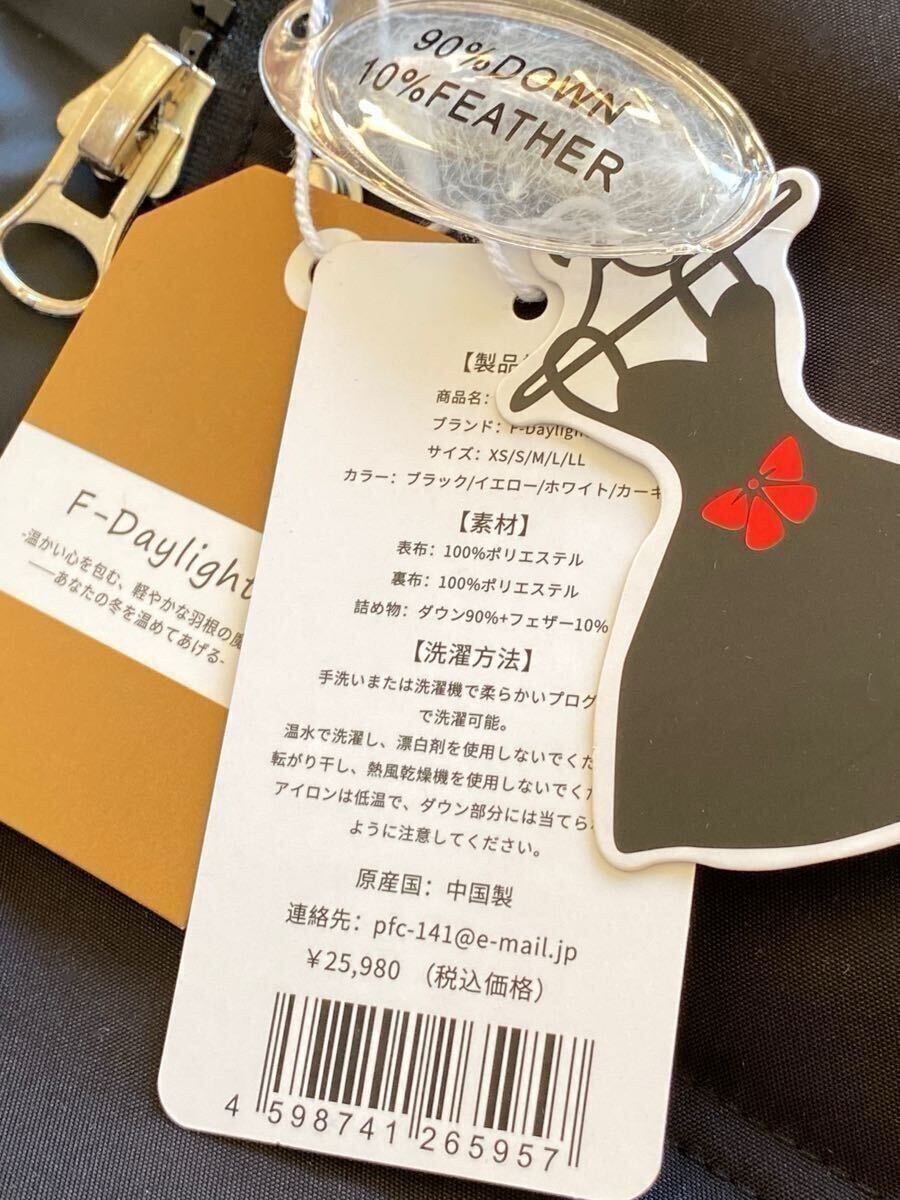 90%DOWN
10%FEATHER
F-Daylight
-温かい心を包む、軽やかな羽根の魔
——あなたの冬を温めてあげる-
【製品
商品名：
ブランド：F-Daylight
サイズ：XS/S/M/L/LL
カラー：ブラック/イエロー/ホワイト/カーキ
【素材】
表布：100%ポリエステル
裏布：100%ポリエステル
詰め物：ダウン90%+フェザー10%
【洗濯方法】
手洗いまたは洗濯機で柔らかいプログ
で洗濯可能。
温水で洗濯し、漂白剤を使用しないでくだ
転がり干し、熱風乾燥機を使用しないでくだ
アイロンは低温で、ダウン部分には当てられ
ように注意してください。
原産国：中国製
連絡先：pfc-141@e-mail.jp
￥25,980 （税込価格）
4 598741 265957